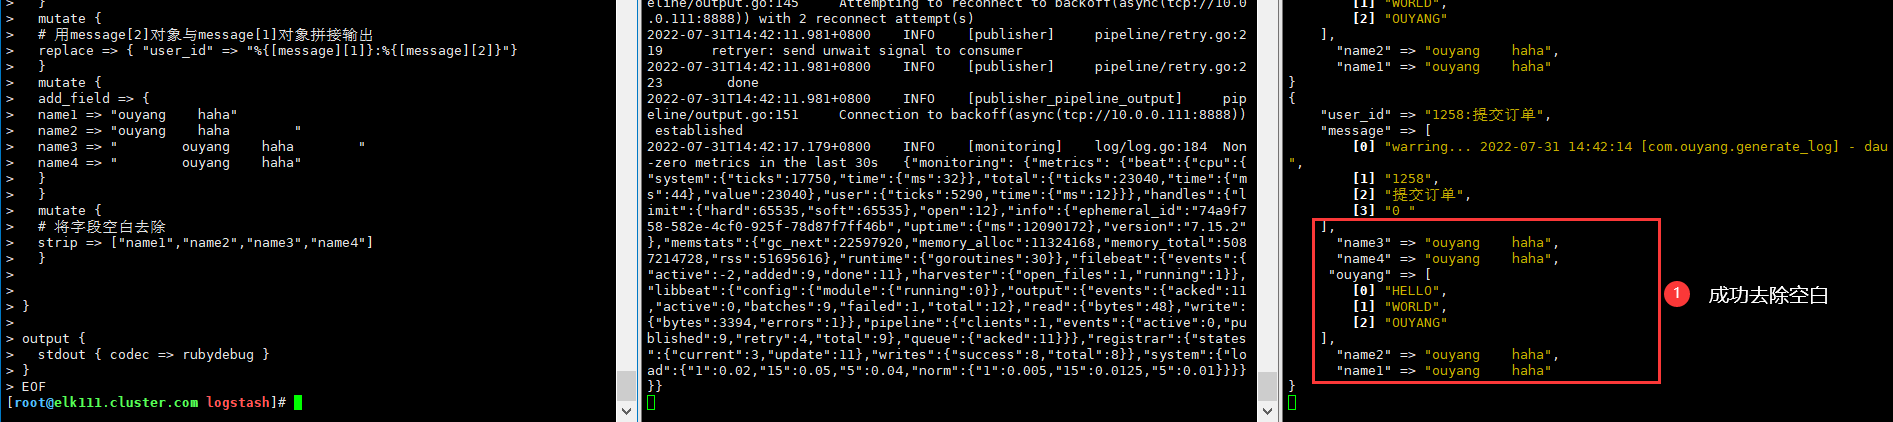 >   }
>   mutate {
>   # 用message[2]对象与message[1]对象拼接输出
>   replace => { "user_id" => "%{[message][1]}:%{[message][2]}"}
>   }
>   mutate {
>   add_field => {
>   name1 => "ouyang    haha"
>   name2 => "ouyang    haha        "
>   name3 => "        ouyang    haha        "
>   name4 => "        ouyang    haha"
>   }
>   }
>   mutate {
>   # 将字段空白去除
>   strip => ["name1","name2","name3","name4"]
>   }
>
>
> }
>
> output {
>   stdout { codec => rubydebug }
> }
> EOF
[root@elk111.cluster.com logstash]#
eline/output.go:145     Attempting to reconnect to backoff(async(tcp://10.0
.0.111:8888)) with 2 reconnect attempt(s)
2022-07-31T14:42:11.981+0800    INFO    [publisher]     pipeline/retry.go:2
19      retryer: send unwait signal to consumer
2022-07-31T14:42:11.981+0800    INFO    [publisher]     pipeline/retry.go:2
23        done
2022-07-31T14:42:11.981+0800    INFO    [publisher_pipeline_output]     pip
eline/output.go:151     Connection to backoff(async(tcp://10.0.0.111:8888))
 established
2022-07-31T14:42:17.179+0800    INFO    [monitoring]    log/log.go:184  Non
-zero metrics in the last 30s   {"monitoring": {"metrics": {"beat":{"cpu":{
"system":{"ticks":17750,"time":{"ms":32}},"total":{"ticks":23040,"time":{"m
s":44},"value":23040},"user":{"ticks":5290,"time":{"ms":12}}},"handles":{"l
imit":{"hard":65535,"soft":65535},"open":12},"info":{"ephemeral_id":"74a9f7
58-582e-4cf0-925f-78d87f7ff46b","uptime":{"ms":12090172},"version":"7.15.2"
},"memstats":{"gc_next":22597920,"memory_alloc":11324168,"memory_total":508
7214728,"rss":51695616},"runtime":{"goroutines":30}},"filebeat":{"events":{
"active":-2,"added":9,"done":11},"harvester":{"open_files":1,"running":1}},
"libbeat":{"config":{"module":{"running":0}},"output":{"events":{"acked":11
,"active":0,"batches":9,"failed":1,"total":12},"read":{"bytes":48},"write":
{"bytes":3394,"errors":1}},"pipeline":{"clients":1,"events":{"active":0,"pu
blished":9,"retry":4,"total":9},"queue":{"acked":11}}},"registrar":{"states
":{"current":3,"update":11},"writes":{"success":8,"total":8}},"system":{"lo
ad":{"1":0.02,"15":0.05,"5":0.04,"norm":{"1":0.005,"15":0.0125,"5":0.01}}}}
}}
[1] "WORLD",
[2] "OUYANG"
],
"name2" => "ouyang    haha",
"name1" => "ouyang    haha"
}
{
"user_id" => "1258:提交订单",
"message" => [
[0] "warring... 2022-07-31 14:42:14 [com.ouyang.generate_log] - dau
",
[1] "1258",
[2] "提交订单",
[3] "0 "
],
"name3" => "ouyang    haha",
"name4" => "ouyang    haha",
"ouyang" => [
[0] "HELLO",
[1] "WORLD",
[2] "OUYANG"
],
"name2" => "ouyang    haha",
"name1" => "ouyang    haha"
}
1 成功去除空白